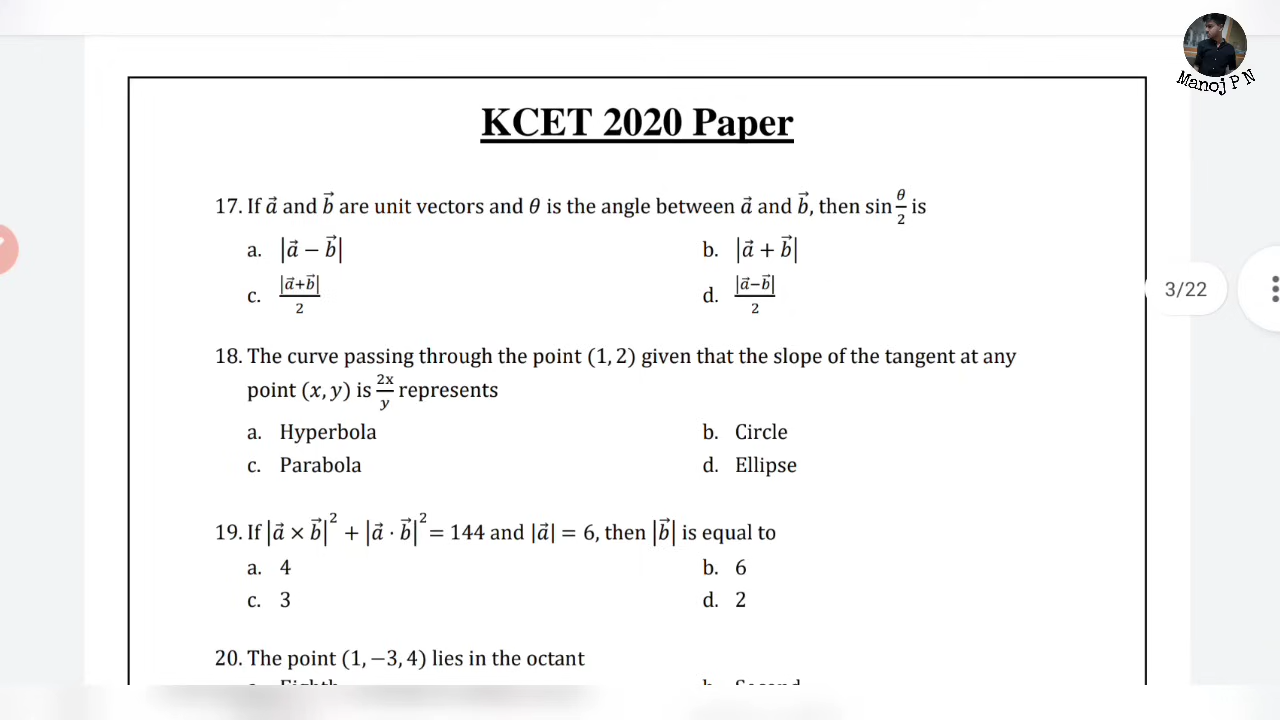 Manoj P N
KCET 2020 Paper
17. If a⃗ and b⃗ are unit vectors and θ is the angle between a⃗ and b⃗, then sin θ/2 is
a. |a⃗ − b⃗| b. |a⃗ + b⃗|
c. |a⃗+b⃗|/2 d. |a⃗−b⃗|/2
3/22
18. The curve passing through the point (1, 2) given that the slope of the tangent at any
point (x, y) is 2x/y represents
a. Hyperbola b. Circle
c. Parabola d. Ellipse
19. If |a⃗ × b⃗|² + |a⃗ · b⃗|² = 144 and |a⃗| = 6, then |b⃗| is equal to
a. 4 b. 6
c. 3 d. 2
20. The point (1, −3, 4) lies in the octant